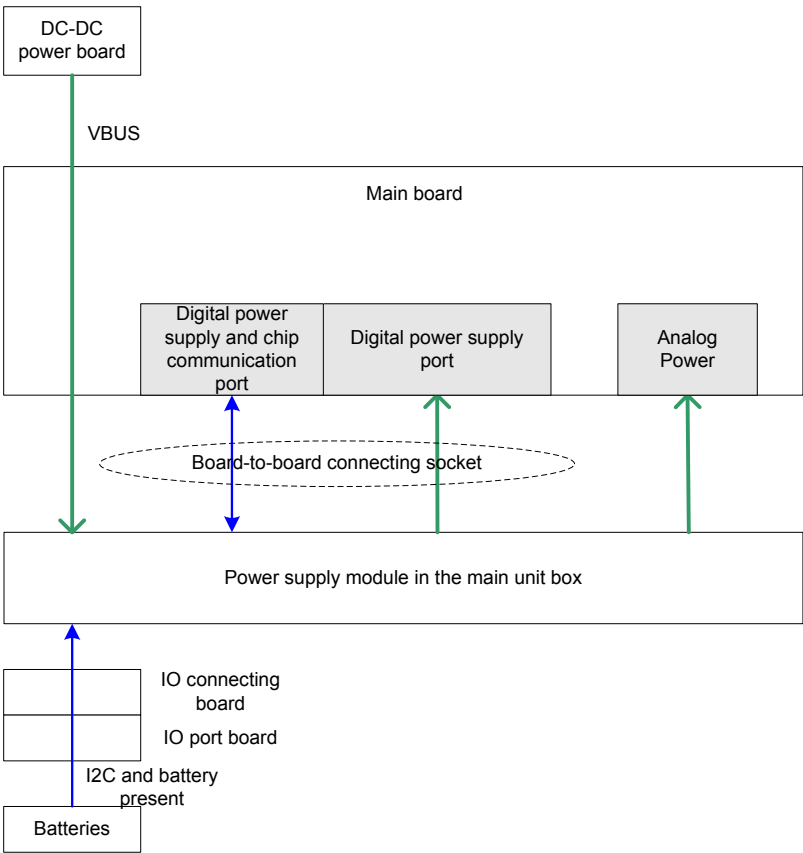 DC-DC
power board
VBUS
Main board
Digital power
supply and chip
communication
port
Digital power supply
port
Analog
Power
Board-to-board connecting socket
Power supply module in the main unit box
IO connecting
board
IO port board
I2C and battery
present
Batteries